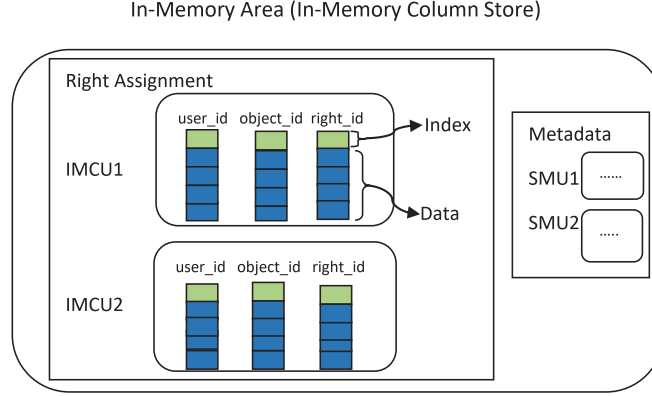 In-Memory Area (In-Memory Column Store)
Right Assignment
user_id object_id right_id
Index
IMCU1
Data
user_id object_id right_id
IMCU2
Metadata
SMU1 ......
SMU2 .....